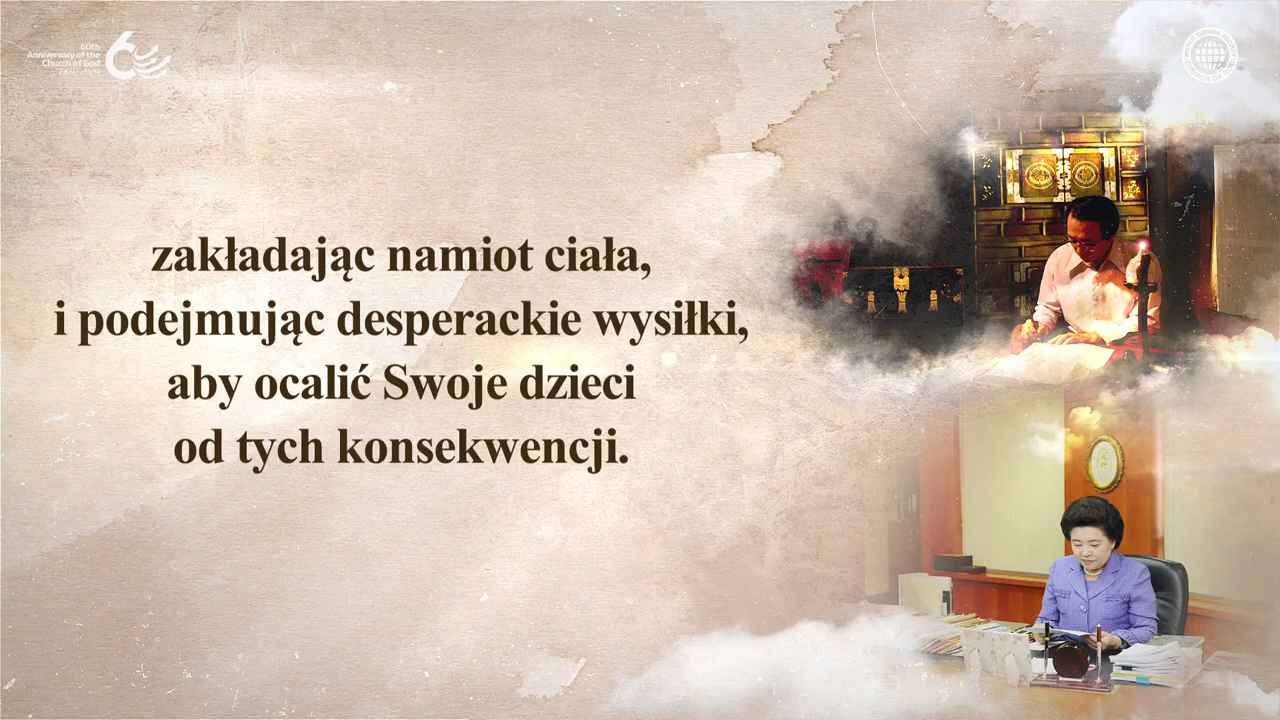 60th
Anniversary of the
Church of God
zakładając namiot ciała,
i podejmując desperackie wysiłki,
aby ocalić Swoje dzieci
od tych konsekwencji.